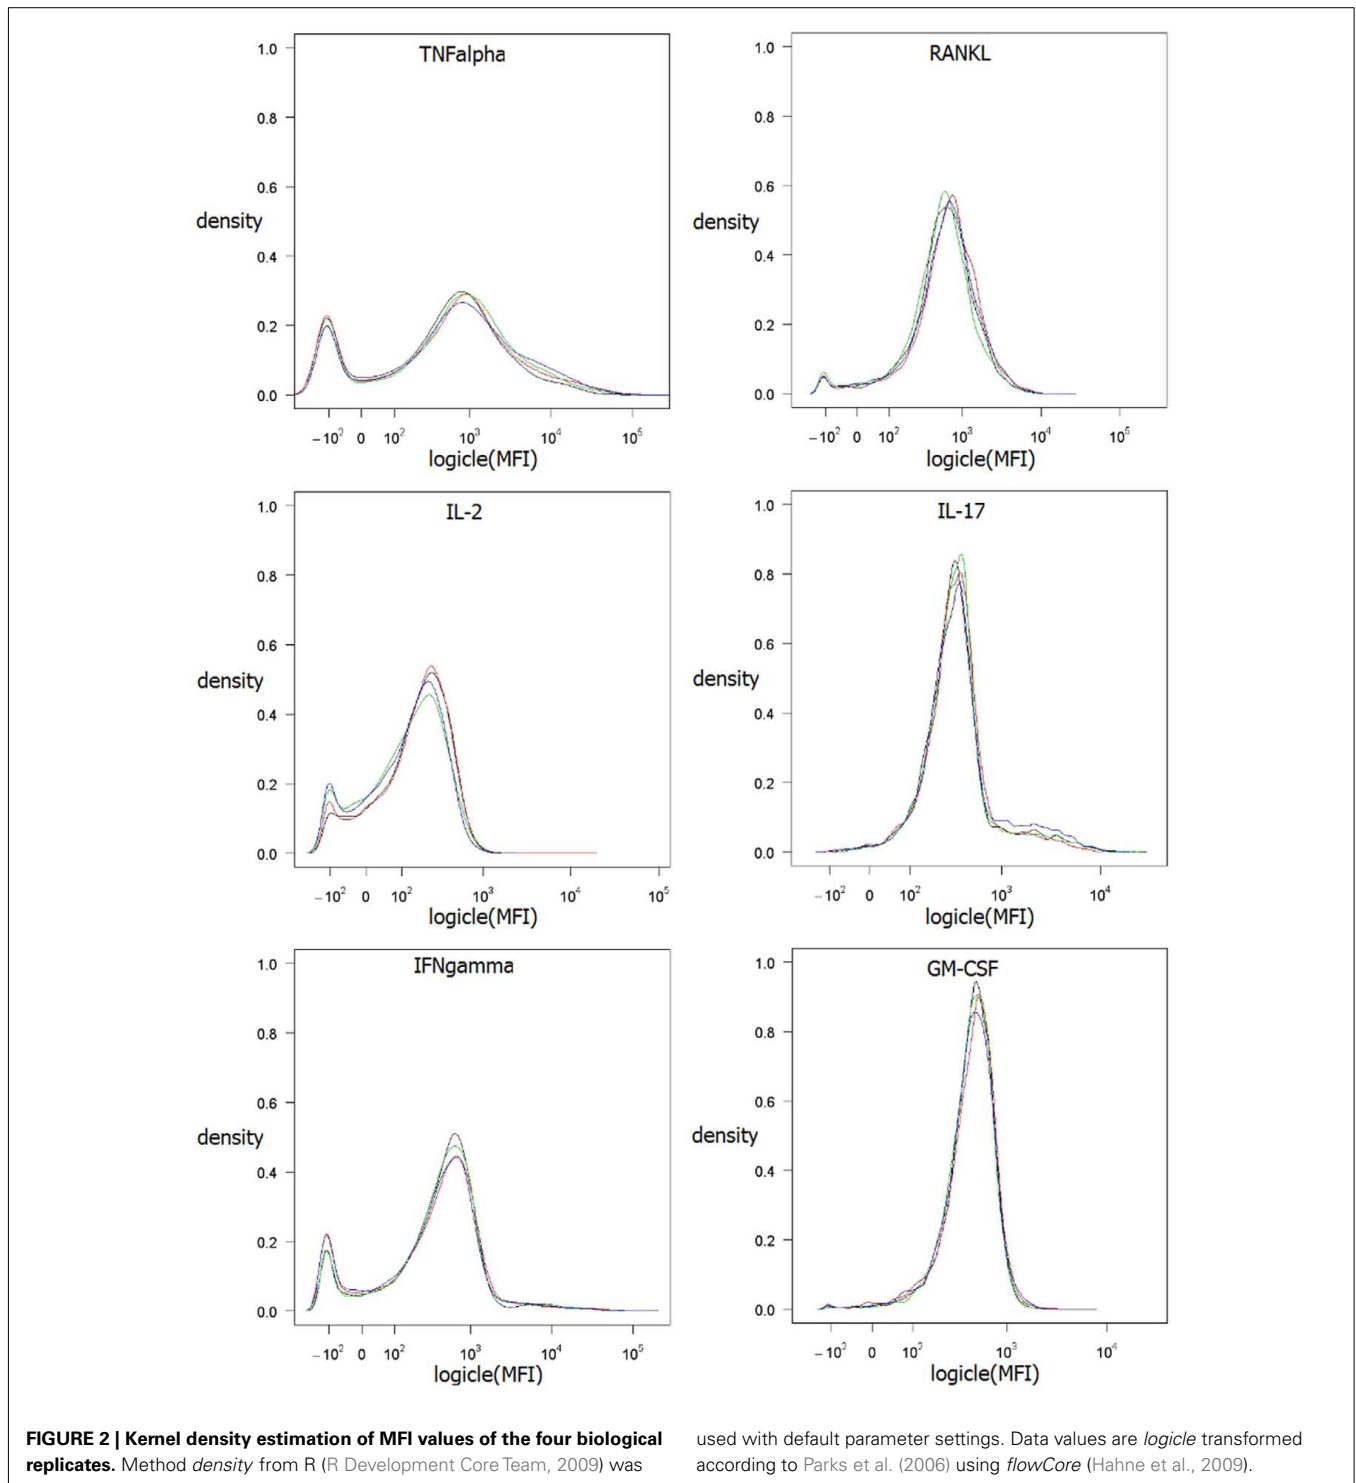 TNFalpha
1.0
0.8
0.6
density
0.4
0.2
0.0
−10² 0 10² 10³ 10⁴ 10⁵
logicle(MFI)
RANKL
1.0
0.8
0.6
density
0.4
0.2
0.0
−10² 0 10² 10³ 10⁴ 10⁵
logicle(MFI)
IL-2
1.0
0.8
0.6
density
0.4
0.2
0.0
−10² 0 10² 10³ 10⁴ 10⁵
logicle(MFI)
IL-17
1.0
0.8
0.6
density
0.4
0.2
0.0
−10² 0 10² 10³ 10⁴
logicle(MFI)
IFNgamma
1.0
0.8
0.6
density
0.4
0.2
0.0
−10² 0 10² 10³ 10⁴ 10⁵
logicle(MFI)
GM-CSF
1.0
0.8
0.6
density
0.4
0.2
0.0
−10² 0 10² 10³ 10⁴
logicle(MFI)
FIGURE 2 | Kernel density estimation of MFI values of the four biological
replicates. Method density from R (R Development Core Team, 2009) was
used with default parameter settings. Data values are logicle transformed
according to Parks et al. (2006) using flowCore (Hahne et al., 2009).